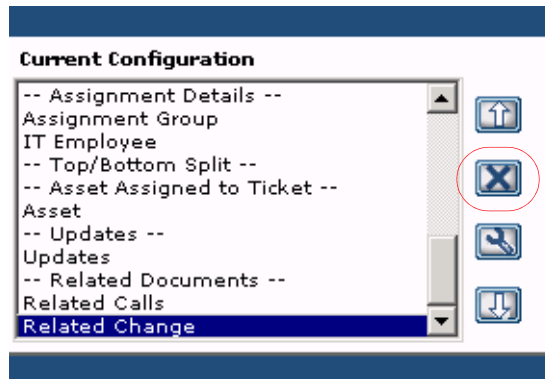 Current Configuration
-- Assignment Details --
Assignment Group
IT Employee
-- Top/Bottom Split --
-- Asset Assigned to Ticket --
Asset
-- Updates --
Updates
-- Related Documents --
Related Calls
Related Change